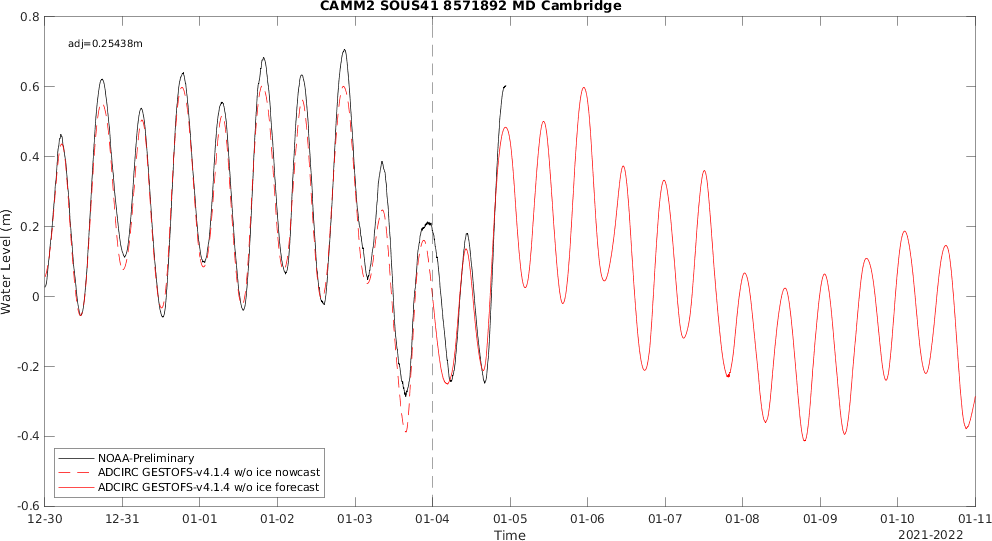 CAMM2 SOUS41 8571892 MD Cambridge
adj=0.25438m
0.8
0.6
0.4
0.2
0
-0.2
-0.4
-0.6
Water Level (m)
NOAA-Preliminary
ADCIRC GESTOFS-v4.1.4 w/o ice nowcast
ADCIRC GESTOFS-v4.1.4 w/o ice forecast
12-30 12-31 01-01 01-02 01-03 01-04 01-05 01-06 01-07 01-08 01-09 01-10 01-11
Time
2021-2022